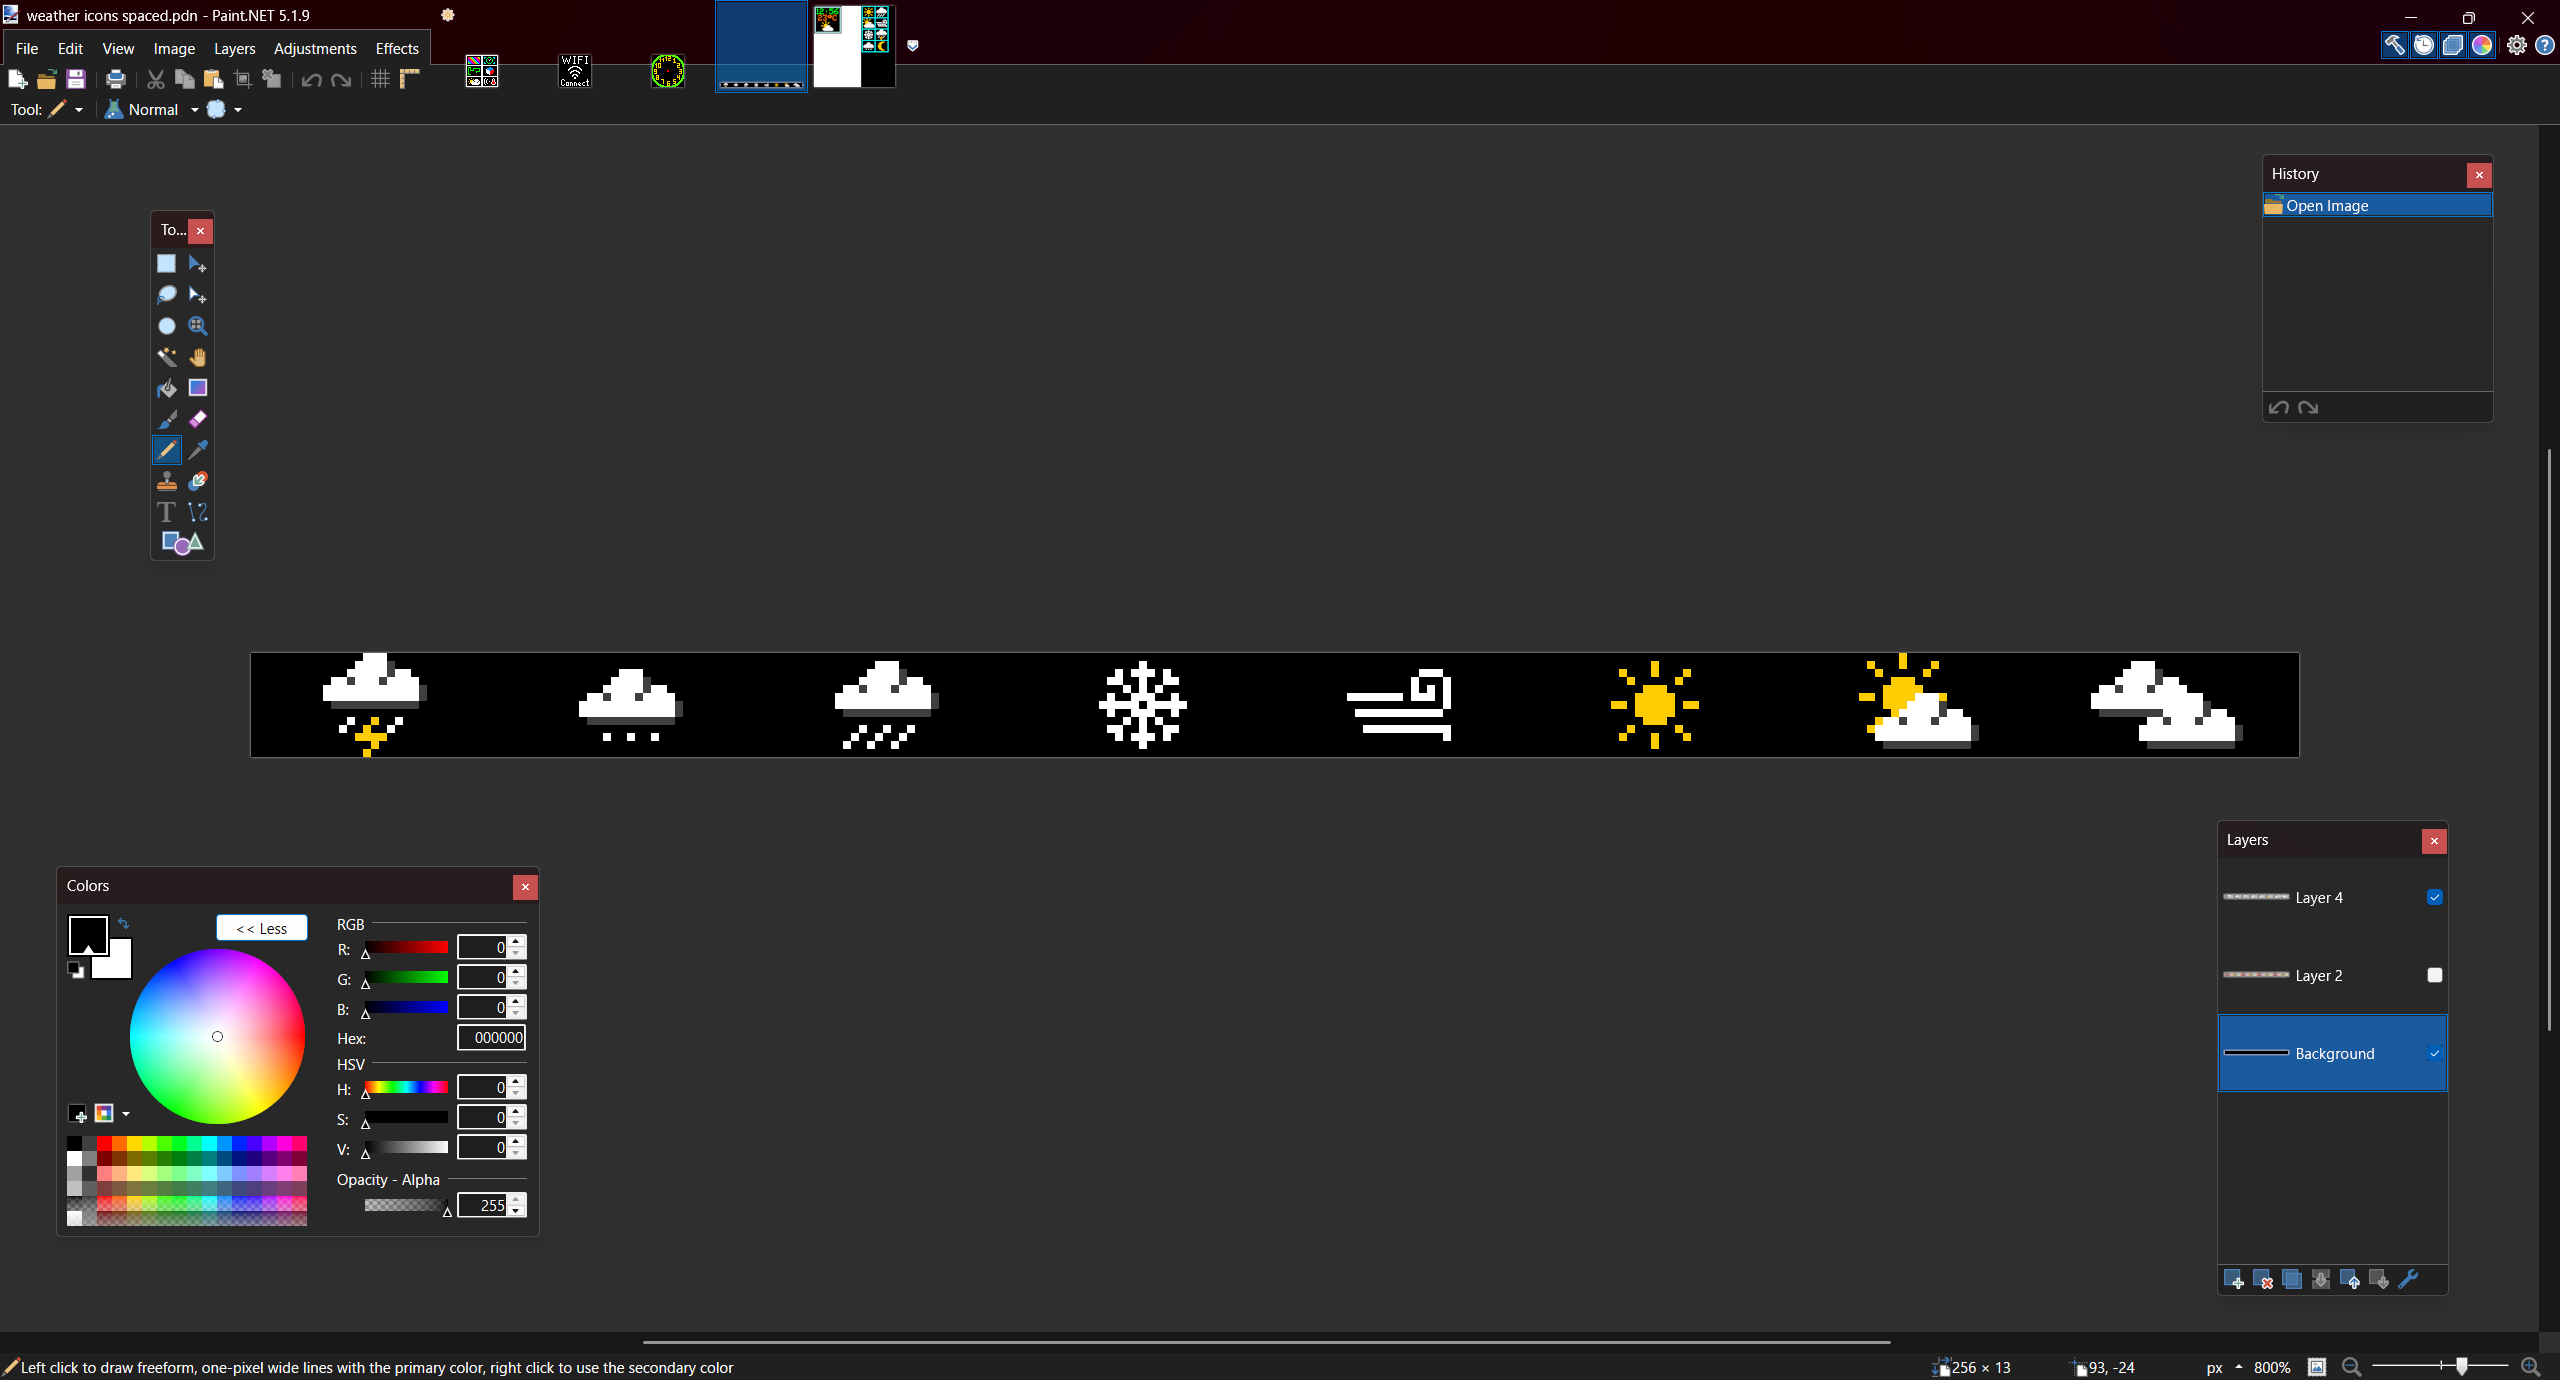 weather icons spaced.pdn - Paint.NET 5.1.9
File Edit View Image Layers Adjustments Effects
WIFI
Connect
12:56
23°C
Tool:
Normal
To...
History
Open Image
Colors
<< Less
RGB
R: 0
G: 0
B: 0
Hex: 000000
HSV
H: 0
S: 0
V: 0
Opacity - Alpha
255
Layers
Layer 4
Layer 2
Background
Left click to draw freeform, one-pixel wide lines with the primary color, right click to use the secondary color
256 × 13
93, -24
px
800%